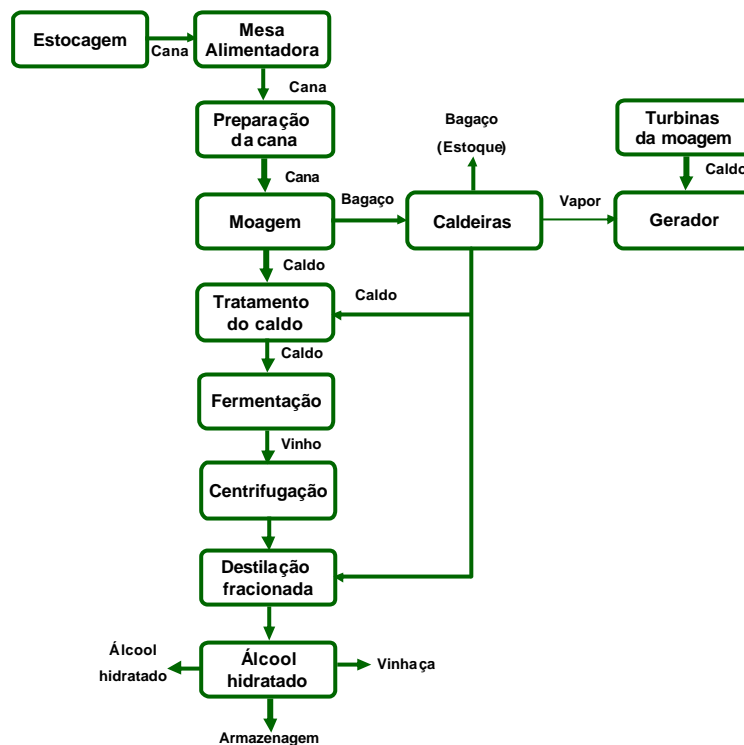 Estocagem
Cana
Mesa
Alimentadora
Cana
Preparação
da cana
Cana
Moagem
Bagaço
Bagaço
(Estoque)
Caldeiras
Vapor
Turbinas
da moagem
Caldo
Gerador
Caldo
Tratamento
do caldo
Caldo
Caldo
Fermentação
Vinho
Centrifugação
Destilação
fracionada
Álcool
hidratado
Álcool
hidratado
Vinhaça
Armazenagem